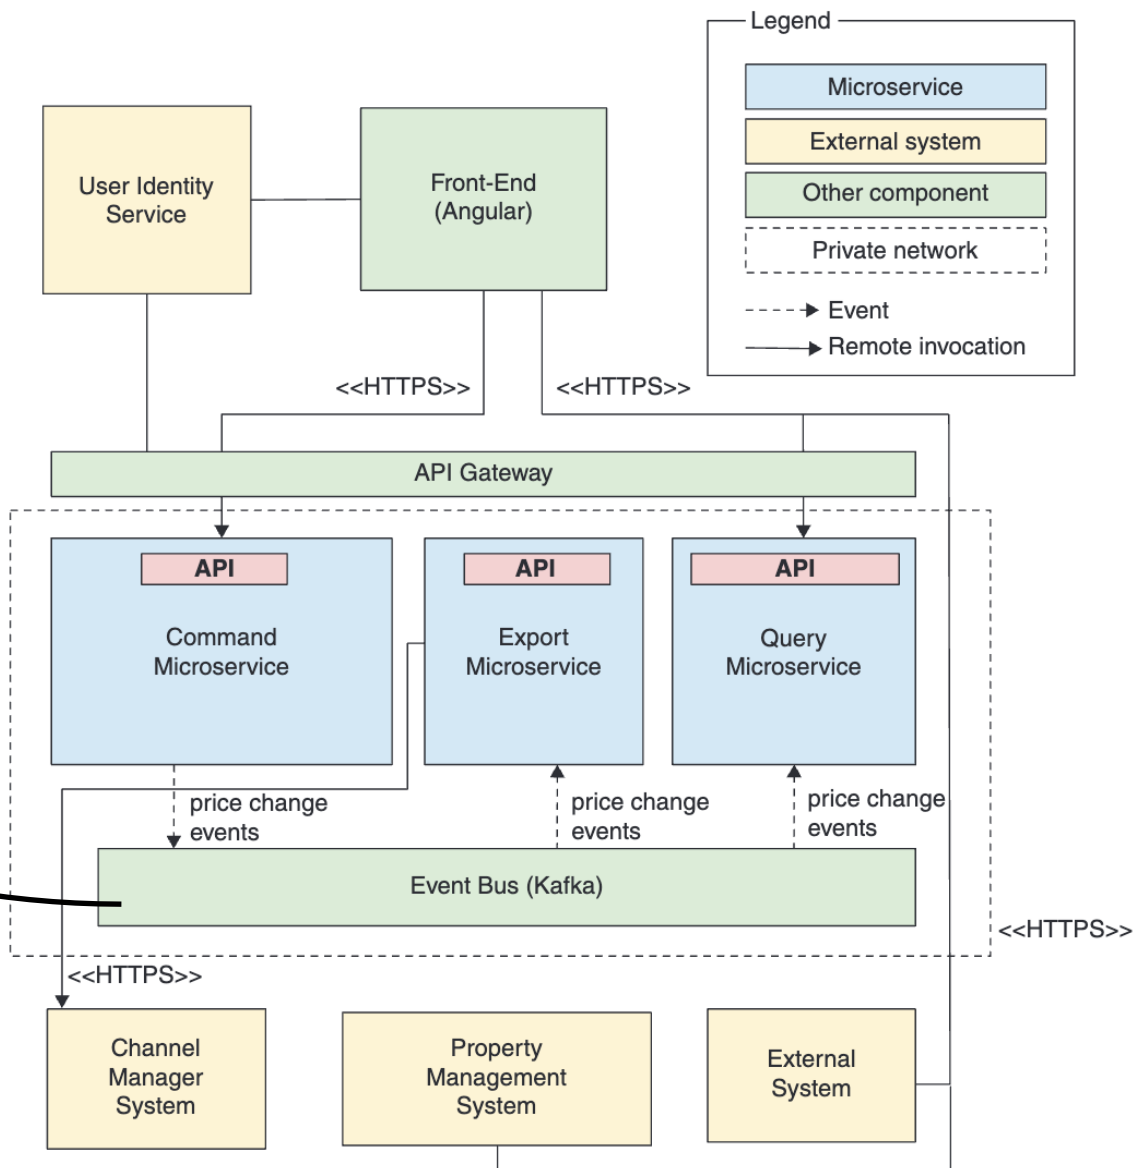 Legend
Microservice
External system
Other component
Private network
Event
Remote invocation
User Identity
Service
Front-End
(Angular)
<<HTTPS>>
<<HTTPS>>
API Gateway
API
Command
Microservice
API
Export
Microservice
API
Query
Microservice
price change
events
price change
events
price change
events
Event Bus (Kafka)
<<HTTPS>>
<<HTTPS>>
Channel
Manager
System
Property
Management
System
External
System